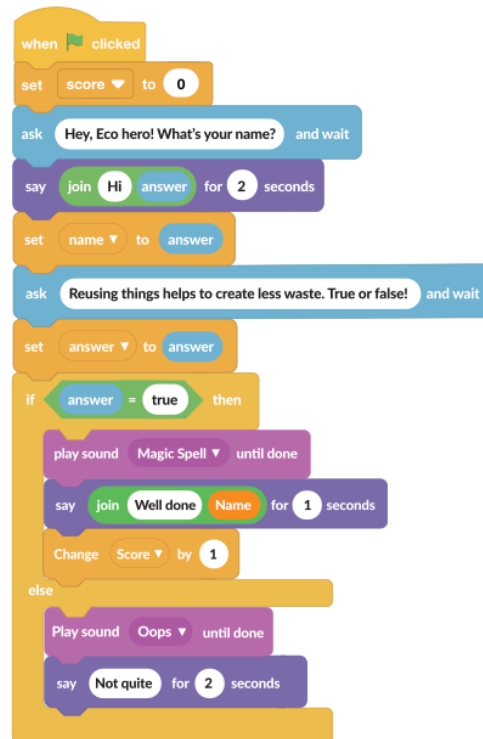 when clicked
set score to 0
ask Hey, Eco hero! What's your name? and wait
say join Hi answer for 2 seconds
set name to answer
ask Reusing things helps to create less waste. True or false! and wait
set answer to answer
if answer = true then
play sound Magic Spell until done
say join Well done Name for 1 seconds
Change Score by 1
else
Play sound Oops until done
say Not quite for 2 seconds